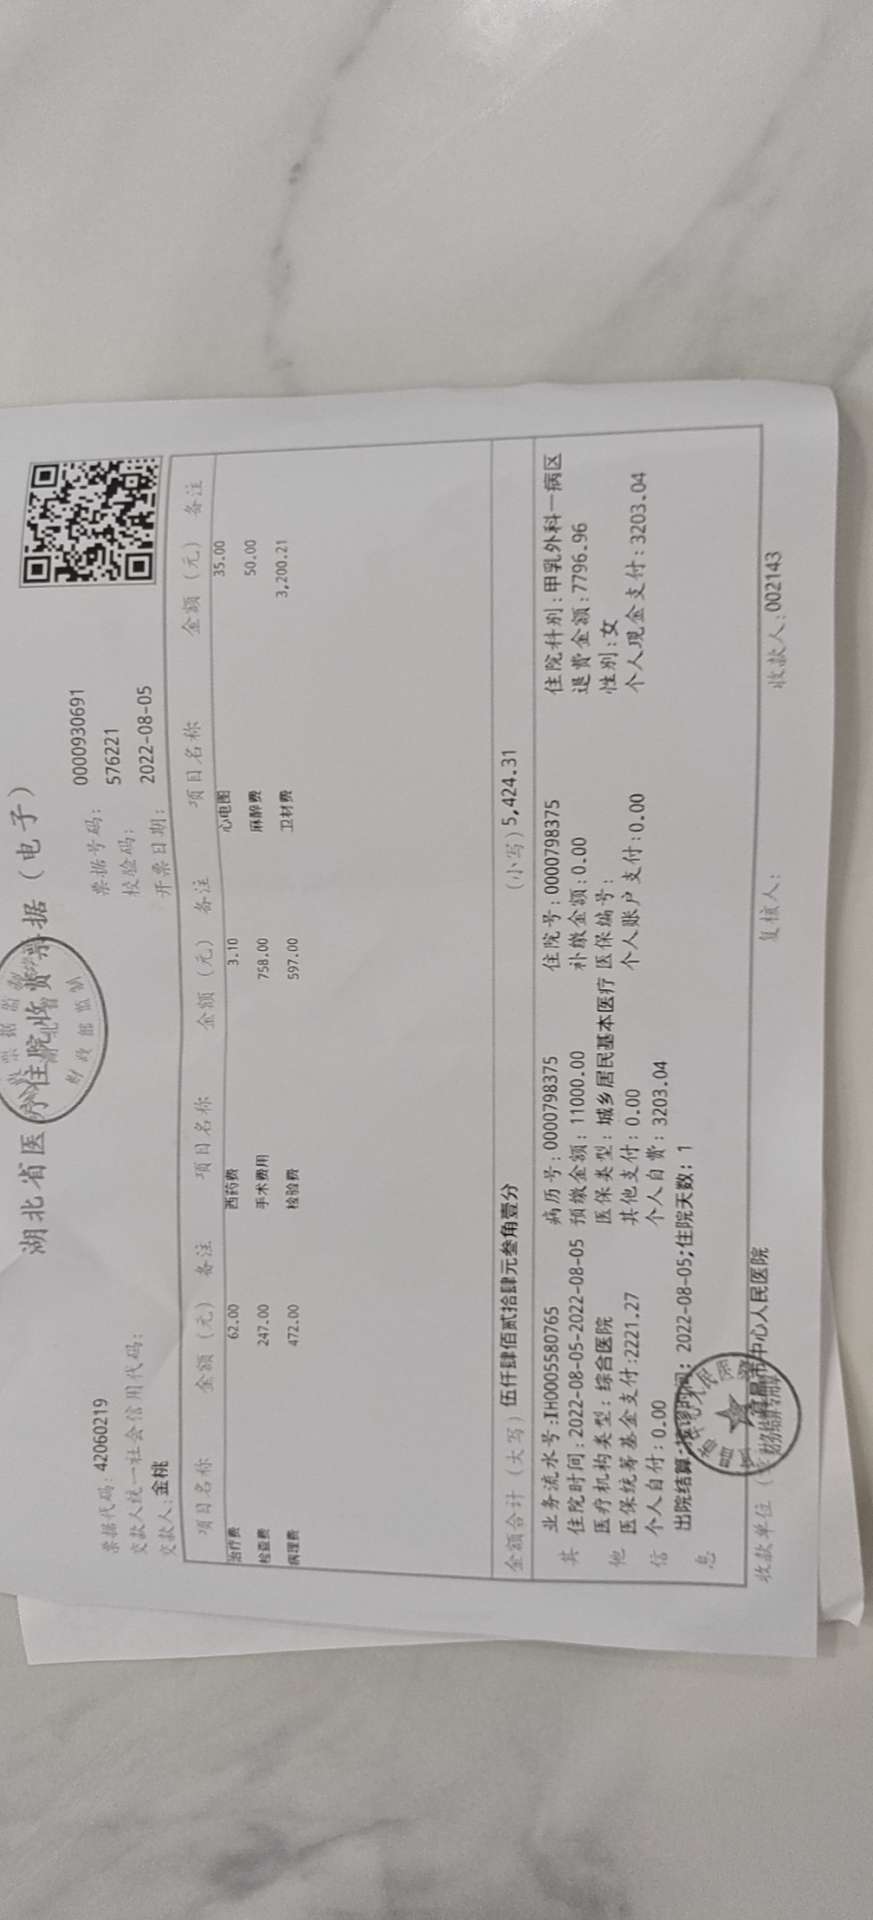 湖北省医疗住院收费票据（电子）
票据代码：42060219 票据号码：0000930691
交款人统一社会信用代码： 校验码：576221
交款人：金桃 开票日期：2022-08-05
项目名称 金额（元） 备注 项目名称 金额（元） 备注 项目名称 金额（元） 备注
治疗费 62.00 西药费 3.10 心电图 35.00
检查费 247.00 手术费用 758.00 麻醉费 50.00
病理费 472.00 检验费 597.00 卫材费 3,200.21
金额合计（大写）伍仟肆佰贰拾肆元叁角壹分 （小写）5,424.31
其他信息
业务流水号：IH0005580765 病历号：0000798375 住院号：0000798375 住院科别：甲乳外科一病区
住院时间：2022-08-05-2022-08-05 预缴金额：11000.00 补缴金额：0.00 退费金额：7796.96
医疗机构类型：综合医院 医保类型：城乡居民基本医疗 医保编号： 性别：女
医保统筹基金支付：2221.27 其他支付：0.00 个人账户支付：0.00 个人现金支付：3203.04
个人自付：0.00 个人自费：3203.04
出院结算 时间：2022-08-05;住院天数：1
收款单位（ 宜昌市中心人民医院 复核人： 收款人：002143